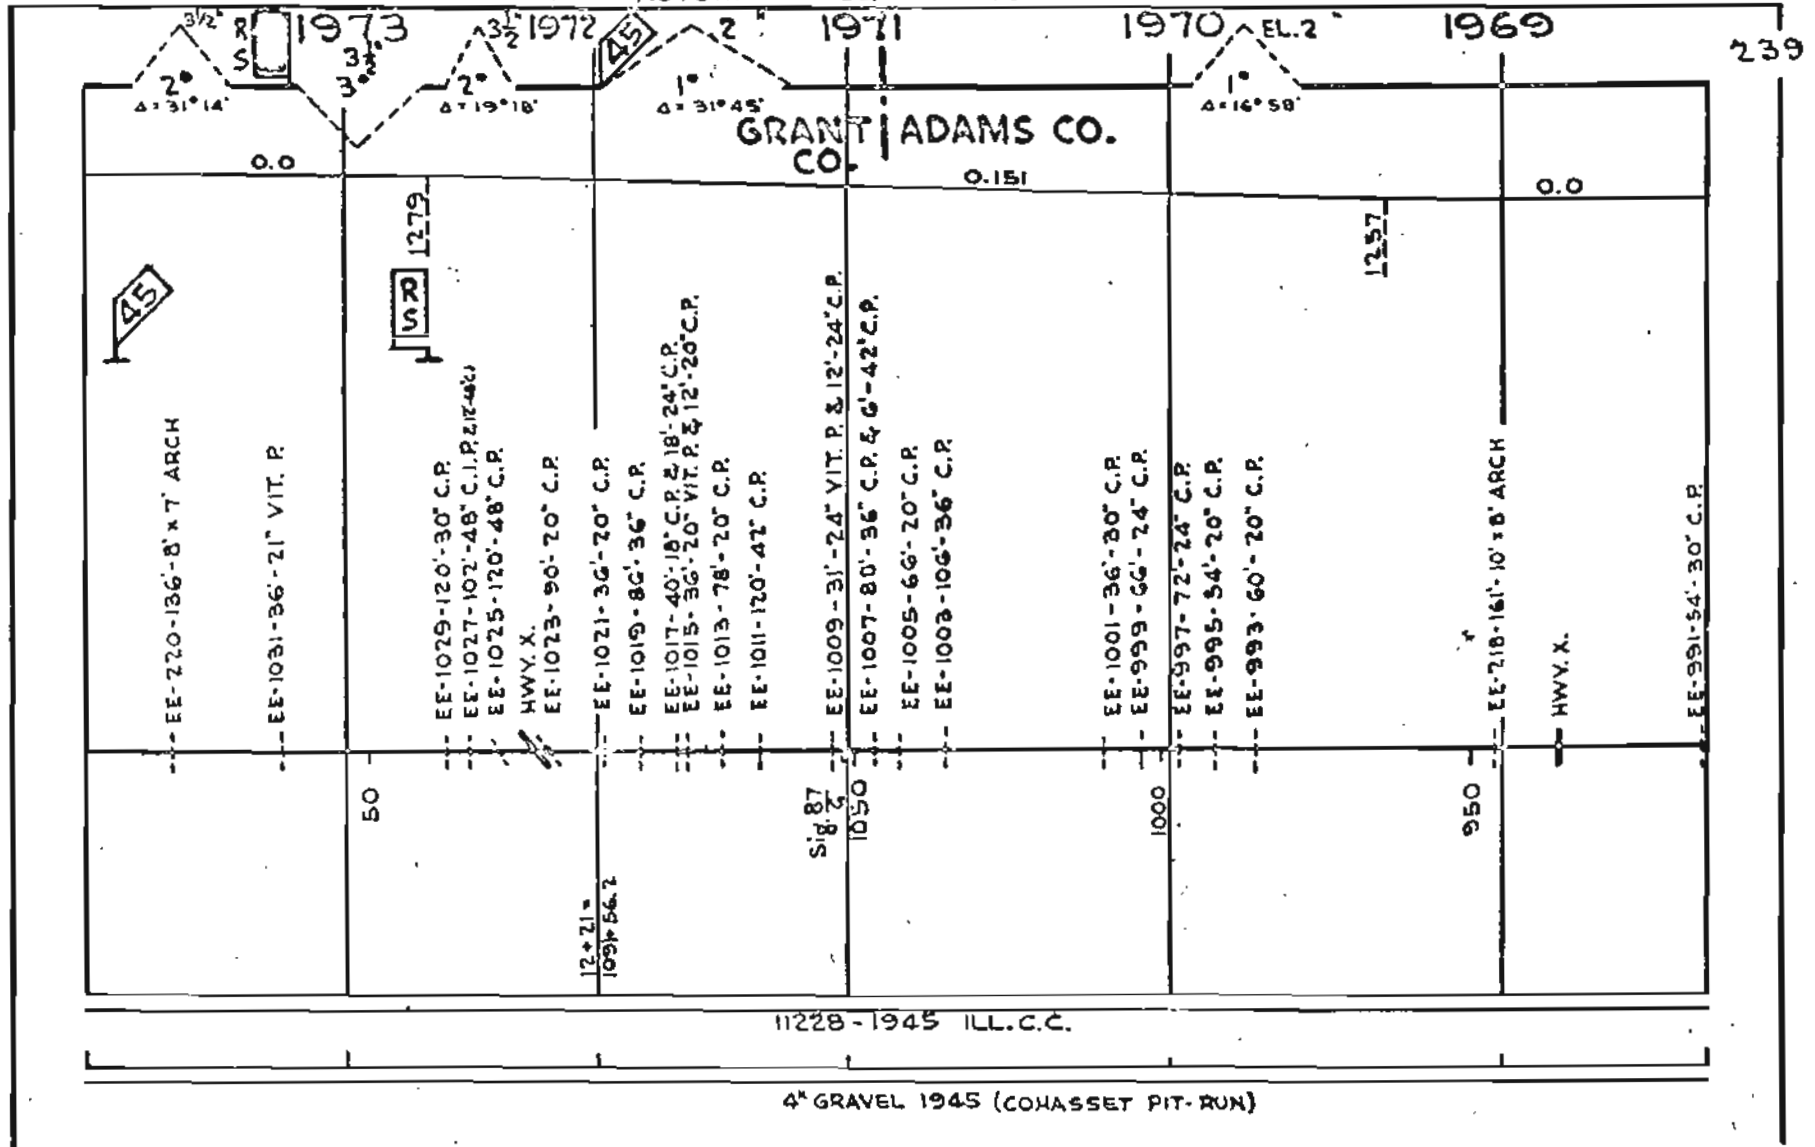 3½" R S 1973 3½" 1972 45 2" 1971 1970 EL.2" 1969
239
2° 3° 3½" 2° 1° 1°
Δ=31°14' Δ=19°18' Δ=31°45' Δ=16°58'
GRANT CO.
ADAMS CO.
0.0 0.151 0.0
1279
1257
45
R S
EE-220-136'-8'x7' ARCH
EE-1031-36'-21" VIT. P.
EE-1029-120'-30" C.P.
EE-1027-102'-48" C.I.P.
EE-1025-120'-48" C.P.
HWY. X.
EE-1023-90'-20" C.P.
EE-1021-36'-20" C.P.
EE-1019-86'-36" C.P.
EE-1017-40'-18" C.P. & 18'-24" C.P.
EE-1015-36'-20" VIT. P. & 12'-20" C.P.
EE-1013-78'-20" C.P.
EE-1011-120'-42" C.P.
EE-1009-31'-24" VIT. P. & 12'-24" C.P.
EE-1007-80'-36" C.P. & 6'-42" C.P.
EE-1005-66'-20" C.P.
EE-1003-106'-36" C.P.
EE-1001-36'-30" C.P.
EE-999-66'-24" C.P.
EE-997-72'-24" C.P.
EE-995-54'-20" C.P.
EE-993-60'-20" C.P.
EE-218-161'-10'x8' ARCH
HWY. X.
EE-991-54'-30" C.P.
50
Sig. 87
1050
1000
950
12+21=
1091+56.2
11228-1945 ILL.C.C.
4" GRAVEL 1945 (COHASSET PIT-RUN)